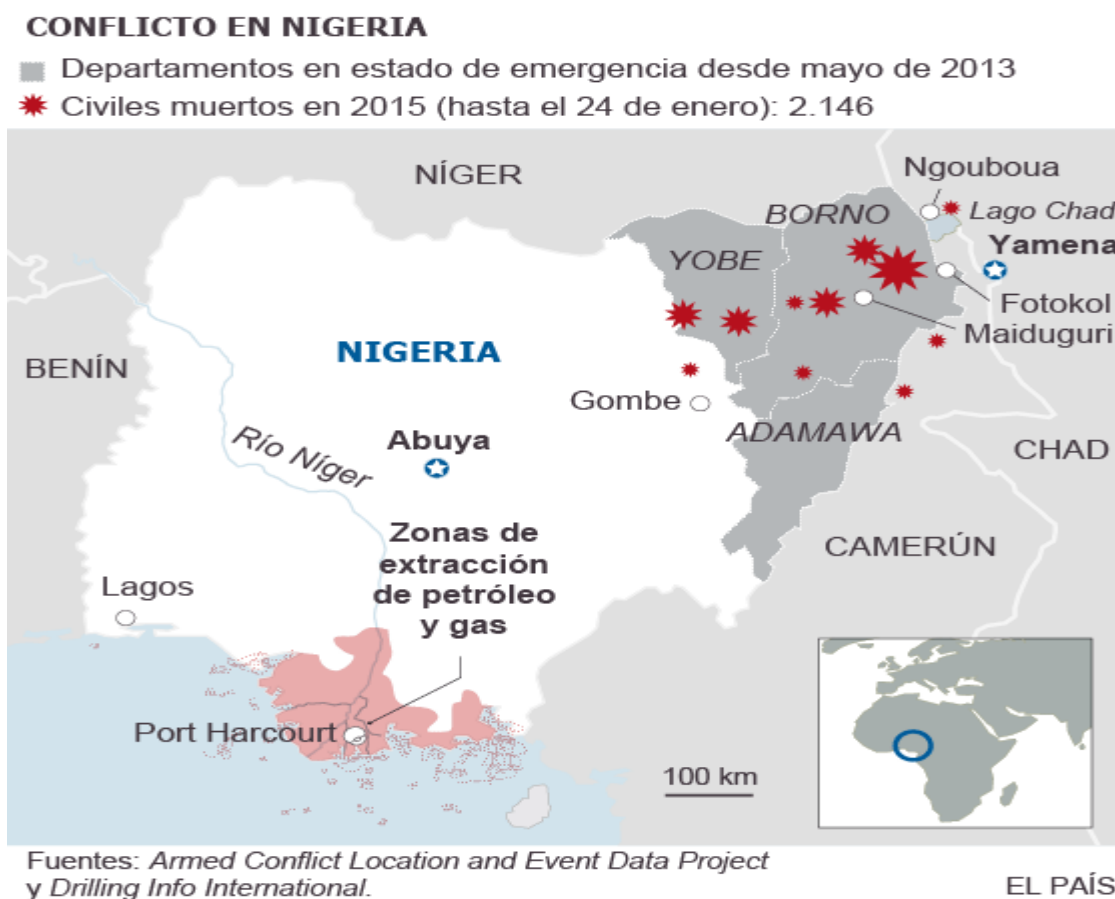 CONFLICTO EN NIGERIA
Departamentos en estado de emergencia desde mayo de 2013
Civiles muertos en 2015 (hasta el 24 de enero): 2.146
NÍGER
Ngouboua
BORNO
Lago Chad
YOBE
Yamena
Fotokol
Maiduguri
NIGERIA
BENÍN
Gombe
ADAMAWA
CHAD
Río Níger
Abuya
CAMERÚN
Zonas de
extracción
de petróleo
y gas
Lagos
Port Harcourt
100 km
Fuentes: Armed Conflict Location and Event Data Project
y Drilling Info International.
EL PAÍS